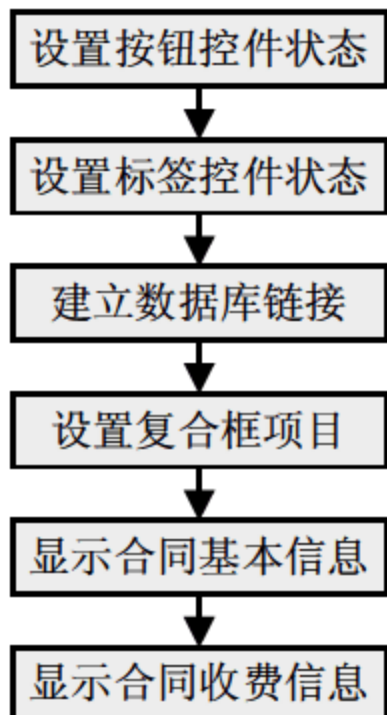 设置按钮控件状态
设置标签控件状态
建立数据库链接
设置复合框项目
显示合同基本信息
显示合同收费信息